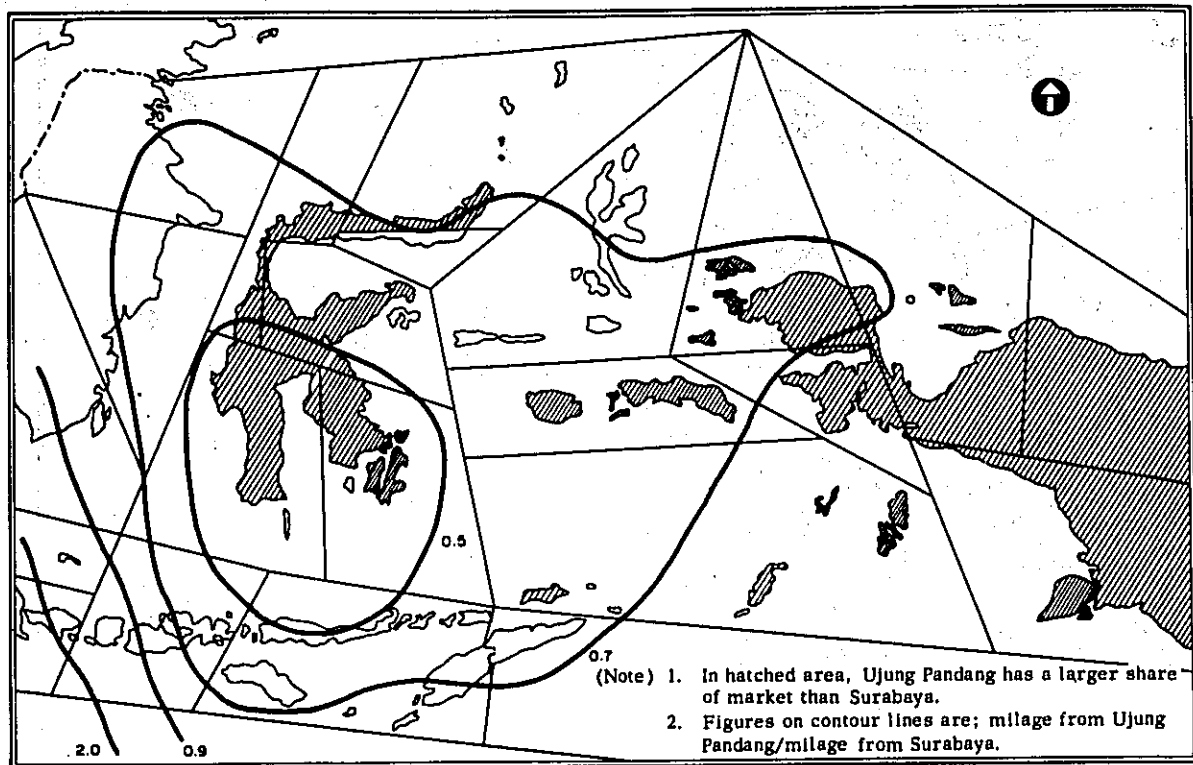 0.5
0.7
(Note) 1. In hatched area, Ujung Pandang has a larger share
of market than Surabaya.
2. Figures on contour lines are; milage from Ujung
Pandang/milage from Surabaya.
2.0
0.9